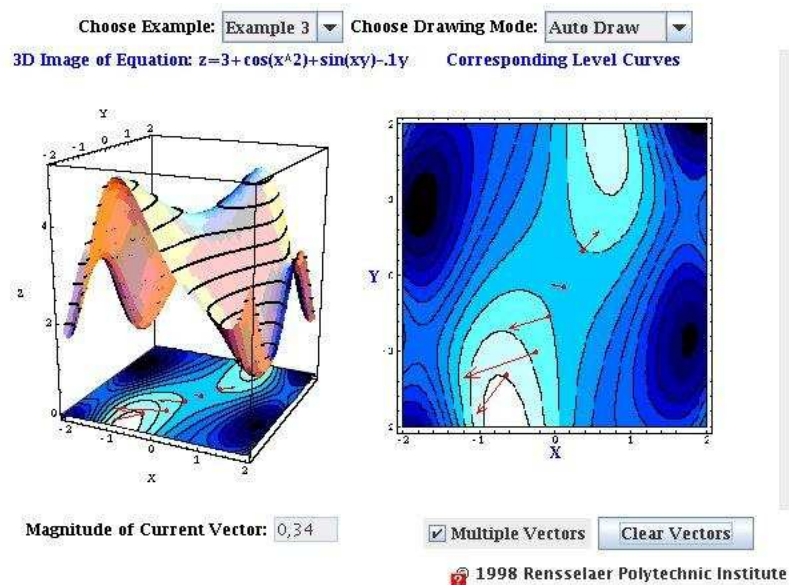 Choose Example: Example 3 Choose Drawing Mode: Auto Draw
3D Image of Equation: z=3+cos(x^2)+sin(xy)-.1y Corresponding Level Curves
Y
-2 -1 0 1 2
4
z
2
0
-2 -1 0 1 2
X
2
Y 0
-2 -1 0 1 2
X
Magnitude of Current Vector: 0,34
Multiple Vectors Clear Vectors
? 1998 Rensselaer Polytechnic Institute